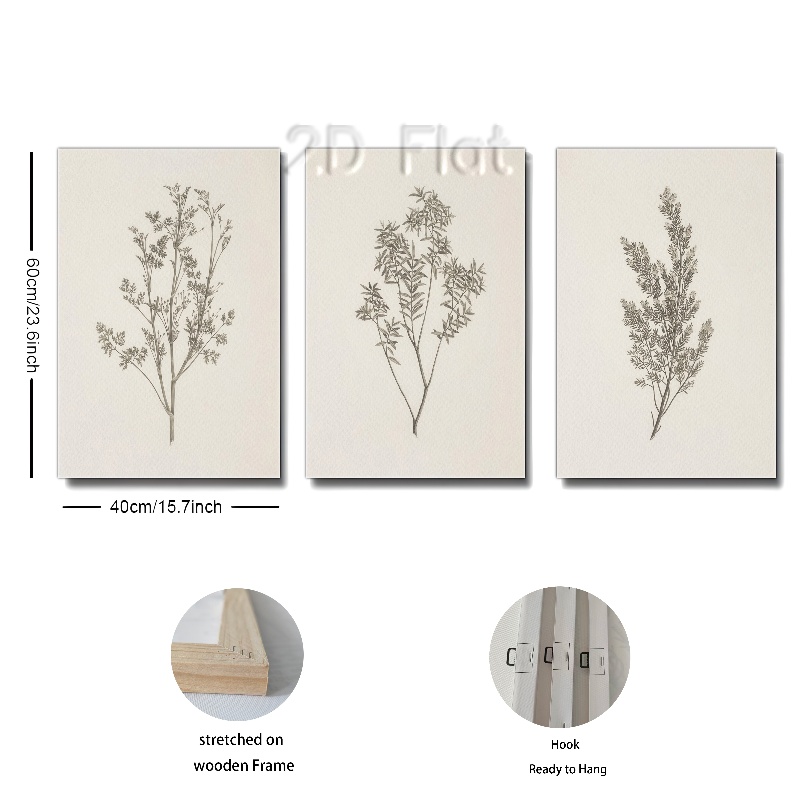 2D Flat
60cm/23.6inch
40cm/15.7inch
stretched on
wooden Frame
Hook
Ready to Hang